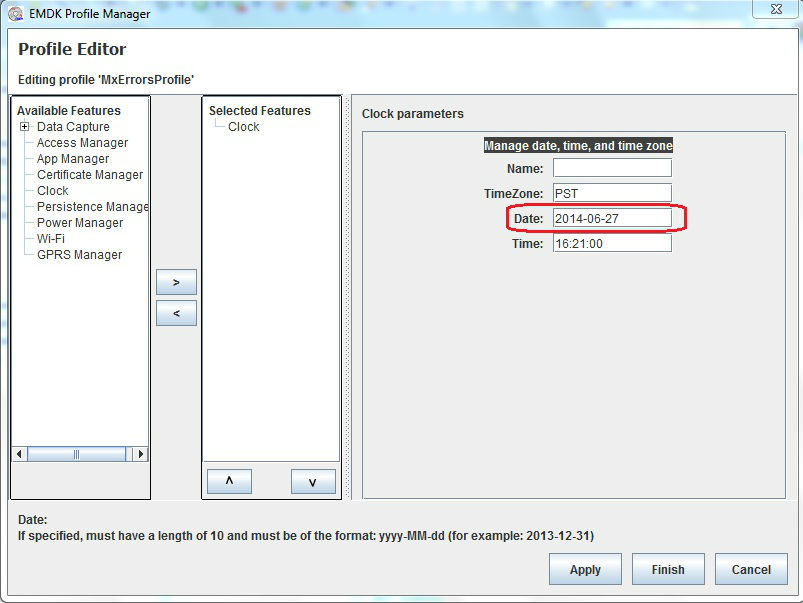 EMDK Profile Manager
Profile Editor
Editing profile 'MxErrorsProfile'
Available Features
Data Capture
Access Manager
App Manager
Certificate Manager
Clock
Persistence Manage
Power Manager
Wi-Fi
GPRS Manager
>
<
Selected Features
Clock
^
v
Clock parameters
Manage date, time, and time zone
Name:
TimeZone: PST
Date: 2014-06-27
Time: 16:21:00
Date:
If specified, must have a length of 10 and must be of the format: yyyy-MM-dd (for example: 2013-12-31)
Apply Finish Cancel